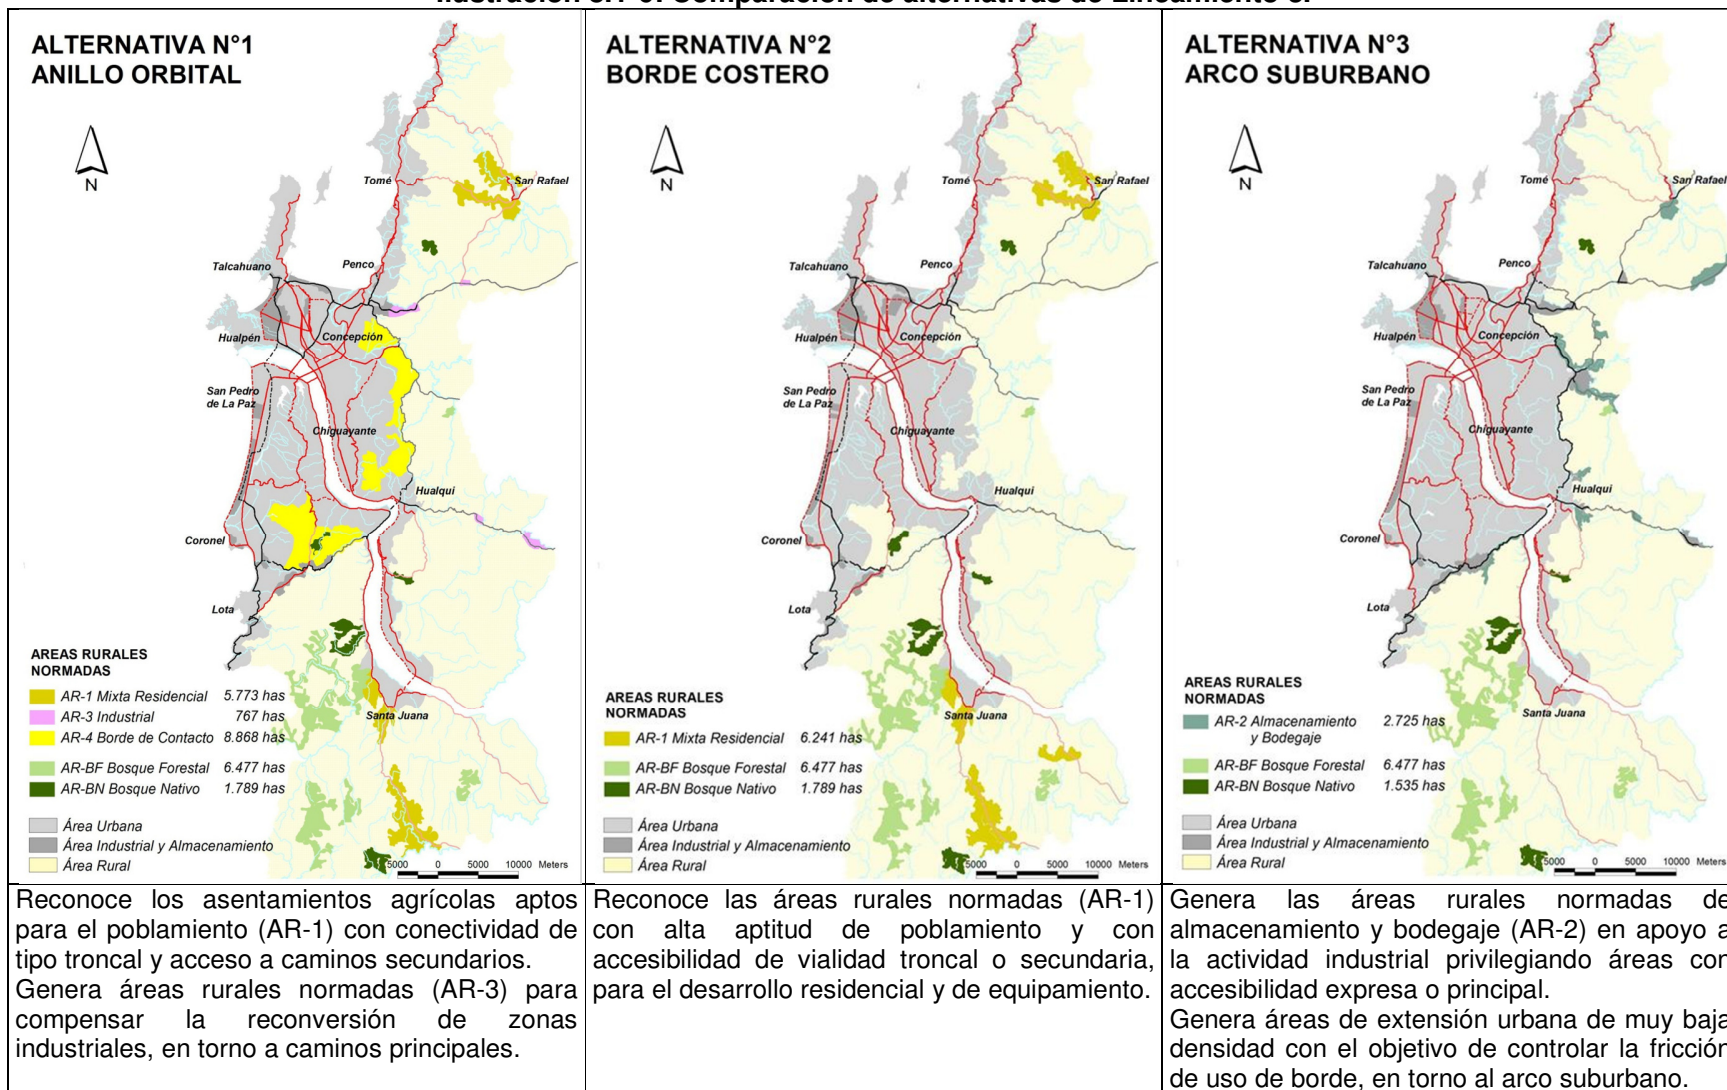 Ilustración 8.1-6: Comparación de alternativas de Lineamiento 6.
ALTERNATIVA N°1
ANILLO ORBITAL
N
San Rafael
Tomé
Talcahuano
Penco
Hualpén
Concepción
San Pedro
de La Paz
Chiguayante
Hualqui
Coronel
Lota
Santa Juana
AREAS RURALES
NORMADAS
AR-1 Mixta Residencial 5.773 has
AR-3 Industrial 767 has
AR-4 Borde de Contacto 8.868 has
AR-BF Bosque Forestal 6.477 has
AR-BN Bosque Nativo 1.789 has
Área Urbana
Área Industrial y Almacenamiento
Área Rural
5000 0 5000 10000 Meters
Reconoce los asentamientos agrícolas aptos
para el poblamiento (AR-1) con conectividad de
tipo troncal y acceso a caminos secundarios.
Genera áreas rurales normadas (AR-3) para
compensar la reconversión de zonas
industriales, en torno a caminos principales.
ALTERNATIVA N°2
BORDE COSTERO
N
San Rafael
Tomé
Talcahuano
Penco
Hualpén
Concepción
San Pedro
de La Paz
Chiguayante
Hualqui
Coronel
Lota
Santa Juana
AREAS RURALES
NORMADAS
AR-1 Mixta Residencial 6.241 has
AR-BF Bosque Forestal 6.477 has
AR-BN Bosque Nativo 1.789 has
Área Urbana
Área Industrial y Almacenamiento
Área Rural
5000 0 5000 10000 Meters
Reconoce las áreas rurales normadas (AR-1)
con alta aptitud de poblamiento y con
accesibilidad de vialidad troncal o secundaria,
para el desarrollo residencial y de equipamiento.
ALTERNATIVA N°3
ARCO SUBURBANO
N
San Rafael
Tomé
Talcahuano
Penco
Hualpén
Concepción
San Pedro
de La Paz
Chiguayante
Hualqui
Coronel
Lota
Santa Juana
AREAS RURALES
NORMADAS
AR-2 Almacenamiento 2.725 has
y Bodegaje
AR-BF Bosque Forestal 6.477 has
AR-BN Bosque Nativo 1.535 has
Área Urbana
Área Industrial y Almacenamiento
Área Rural
5000 0 5000 10000 Meters
Genera las áreas rurales normadas de
almacenamiento y bodegaje (AR-2) en apoyo a
la actividad industrial privilegiando áreas con
accesibilidad expresa o principal.
Genera áreas de extensión urbana de muy baja
densidad con el objetivo de controlar la fricción
de uso de borde, en torno al arco suburbano.